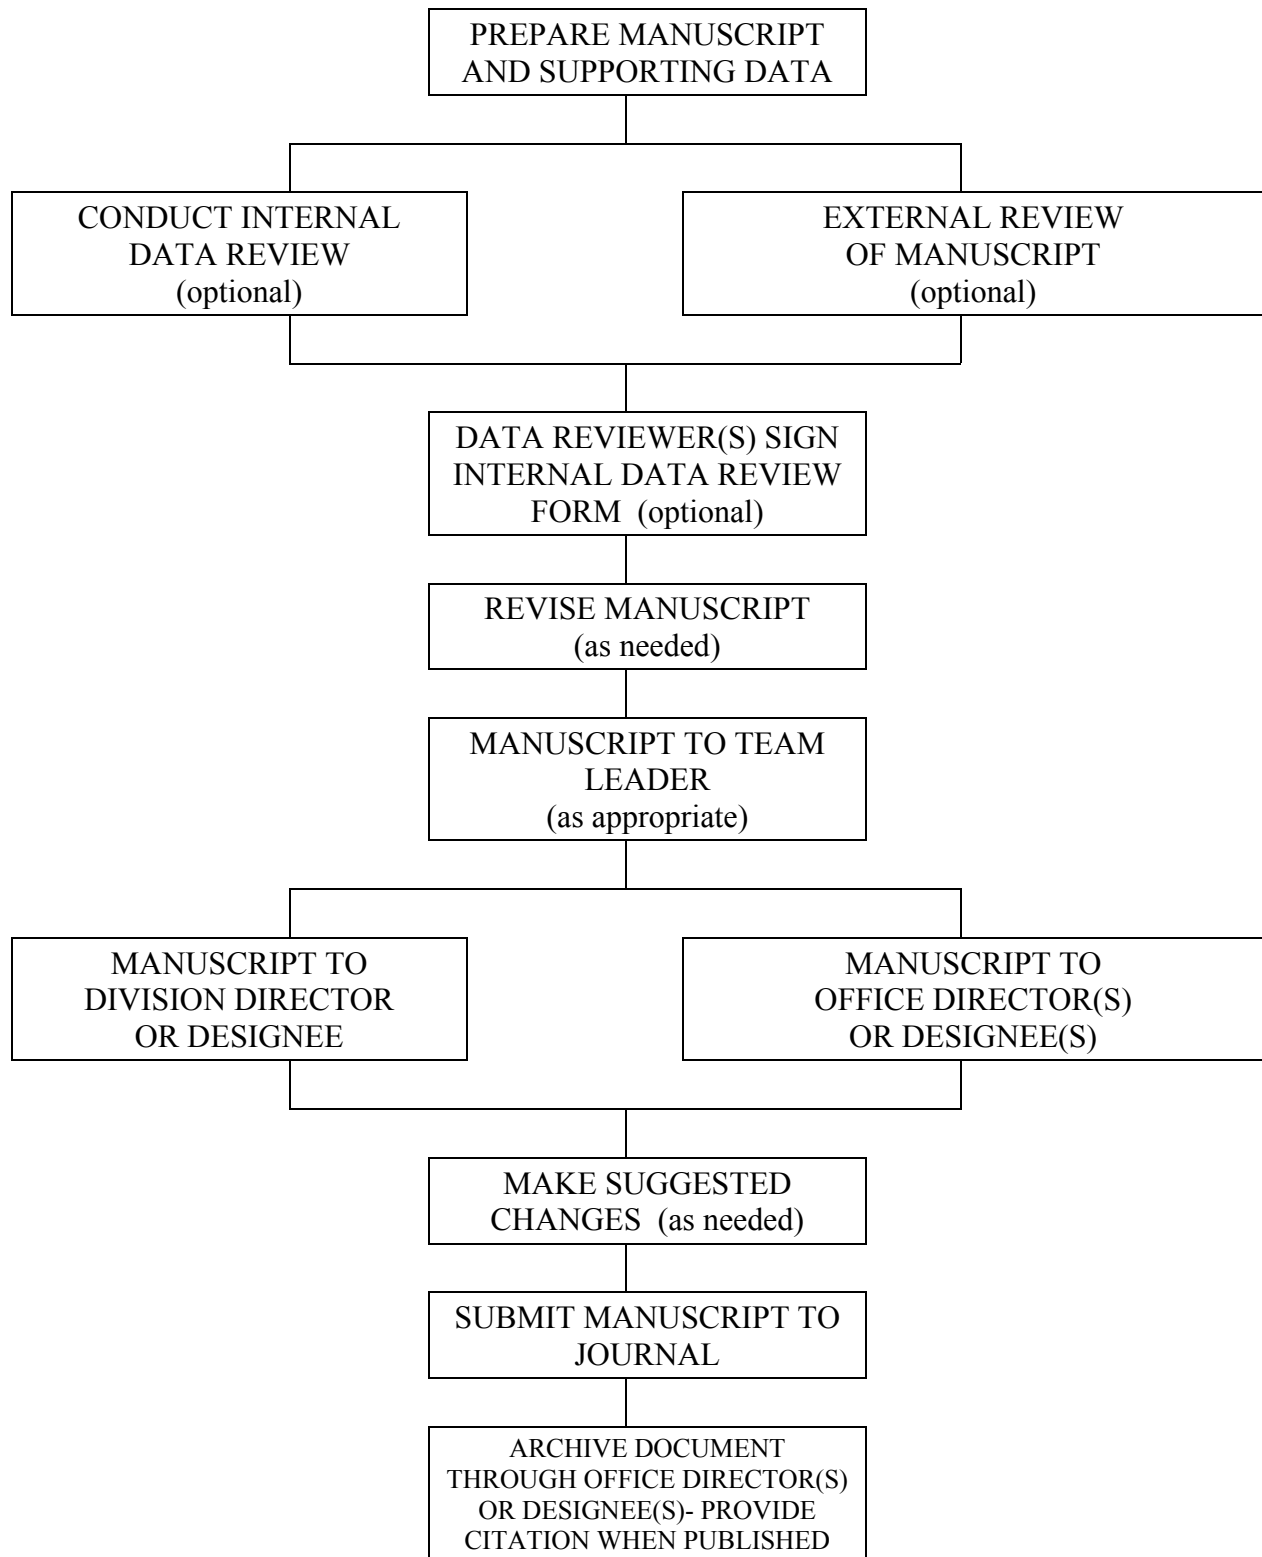 PREPARE MANUSCRIPT
AND SUPPORTING DATA
CONDUCT INTERNAL
DATA REVIEW
(optional)
EXTERNAL REVIEW
OF MANUSCRIPT
(optional)
DATA REVIEWER(S) SIGN
INTERNAL DATA REVIEW
FORM (optional)
REVISE MANUSCRIPT
(as needed)
MANUSCRIPT TO TEAM
LEADER
(as appropriate)
MANUSCRIPT TO
DIVISION DIRECTOR
OR DESIGNEE
MANUSCRIPT TO
OFFICE DIRECTOR(S)
OR DESIGNEE(S)
MAKE SUGGESTED
CHANGES (as needed)
SUBMIT MANUSCRIPT TO
JOURNAL
ARCHIVE DOCUMENT
THROUGH OFFICE DIRECTOR(S)
OR DESIGNEE(S)- PROVIDE
CITATION WHEN PUBLISHED